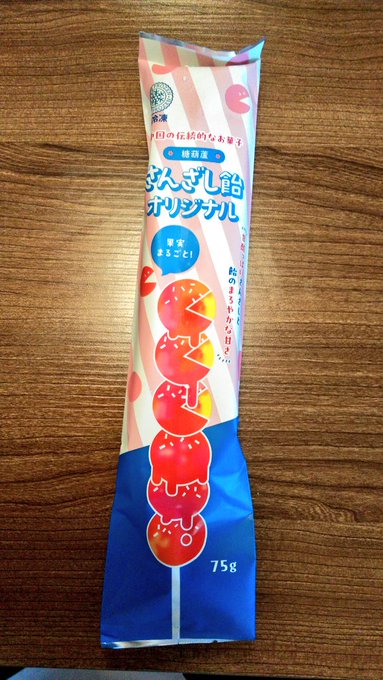 冷凍
中国の伝統的なお菓子
糖葫蘆
さんざし飴
オリジナル
果実
まるごと!
飴のまろやかな甘さ
75g